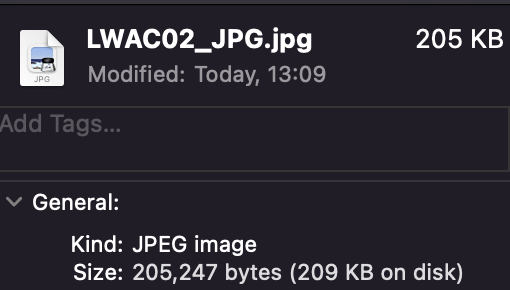 LWAC02_JPG.jpg 205 KB
JPG
Modified: Today, 13:09
Add Tags...
General:
Kind: JPEG image
Size: 205,247 bytes (209 KB on disk)